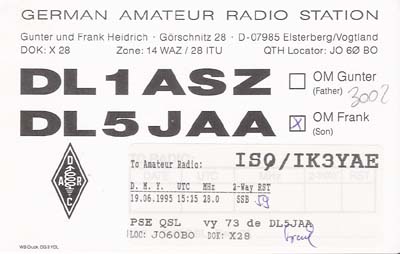 GERMAN AMATEUR RADIO STATION
Gunter und Frank Heidrich · Görschnitz 28 · D-07985 Elsterberg/Vogtland
DOK: X 28 Zone: 14 WAZ / 28 ITU QTH Locator: JO 6Ø BO
DL1ASZ
OM Gunter
(Father)
3002
DL5JAA
OM Frank
(Son)
DARC
To Amateur Radio: ISØ/IK3YAE
D. M. Y. UTC MHz 2-Way RST
19.06.1995 15:15 28.0 SSB 59
PSE QSL vy 73 de DL5JAA
LOC: JO60BO DOK: X28
Frank